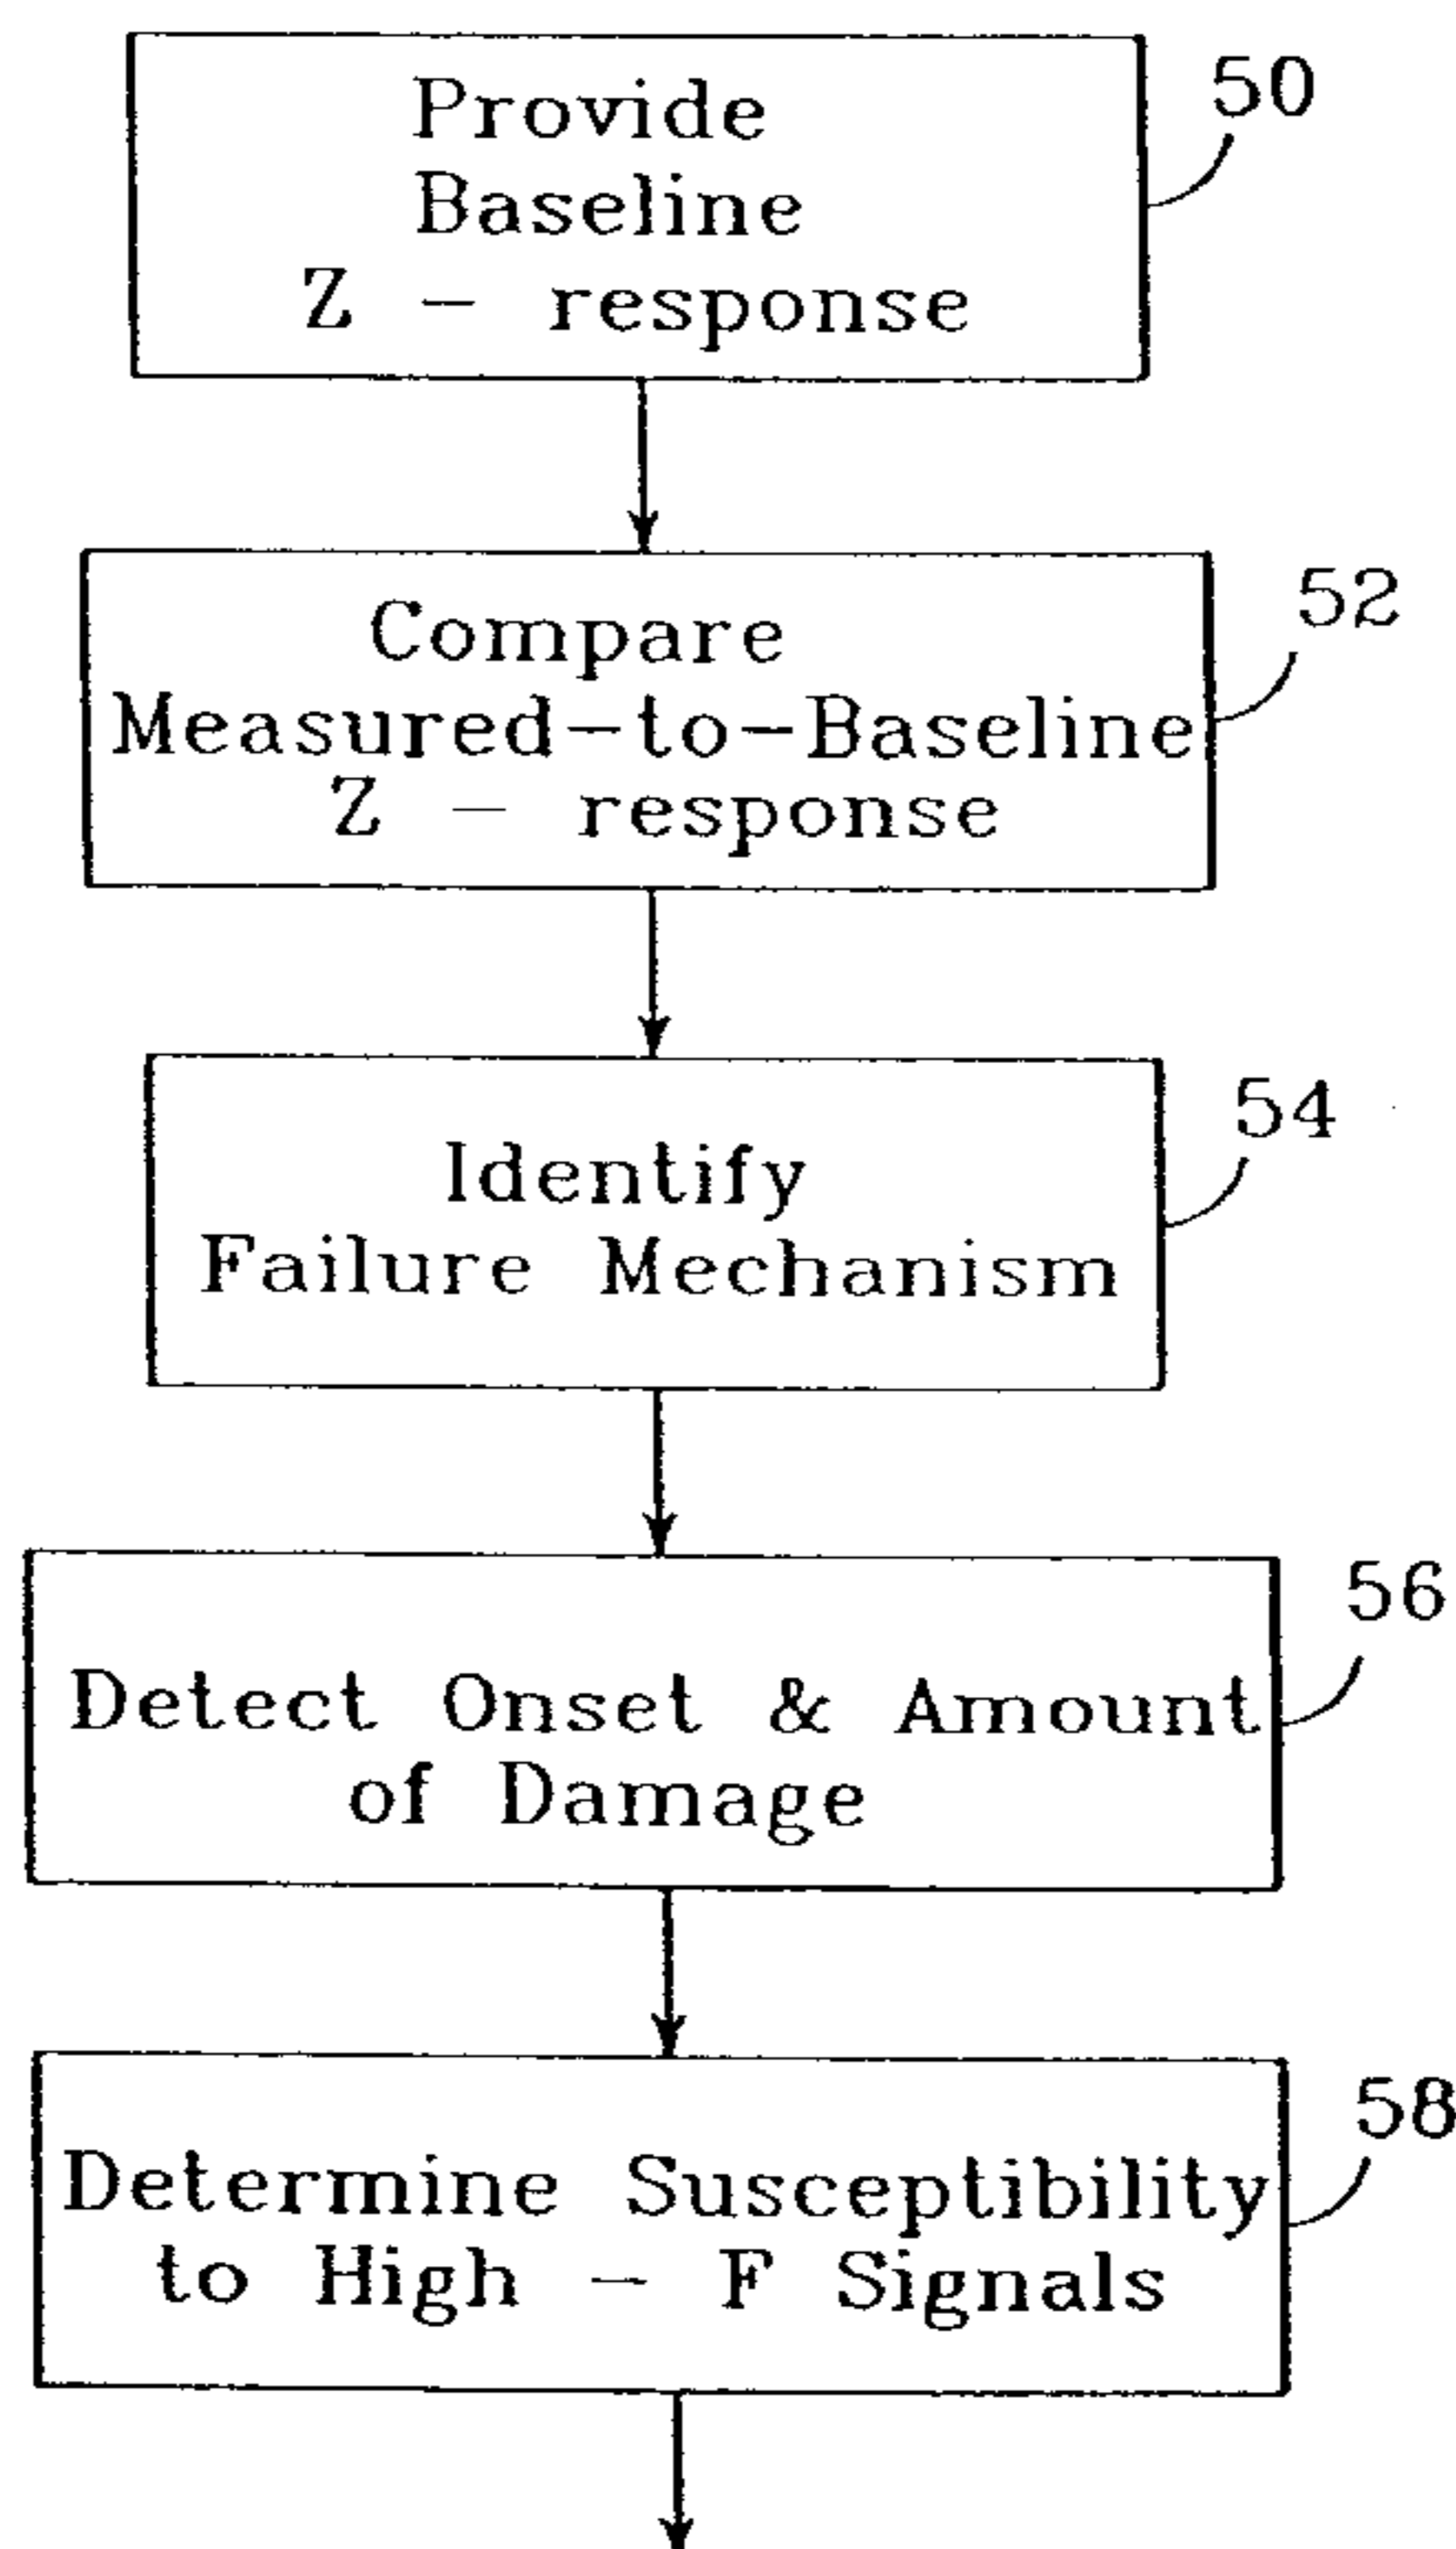 Provide
Baseline
Z - response
50
Compare
Measured-to-Baseline
Z - response
52
Identify
Failure Mechanism
54
Detect Onset & Amount
of Damage
56
Determine Susceptibility
to High - F Signals
58